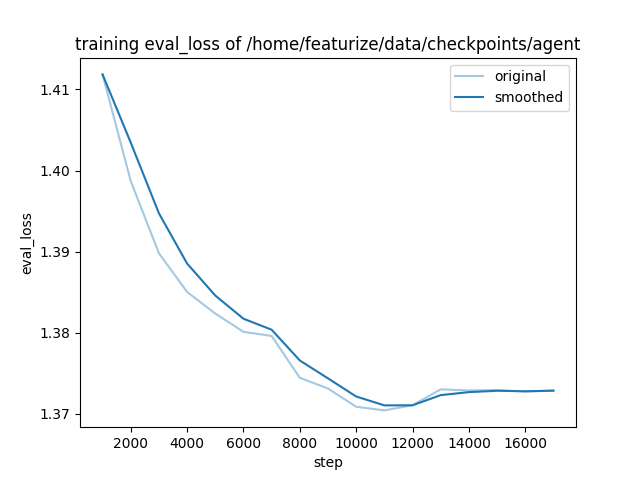 training eval_loss of /home/featurize/data/checkpoints/agent
original
smoothed
1.41
1.40
1.39
1.38
1.37
eval_loss
2000 4000 6000 8000 10000 12000 14000 16000
step